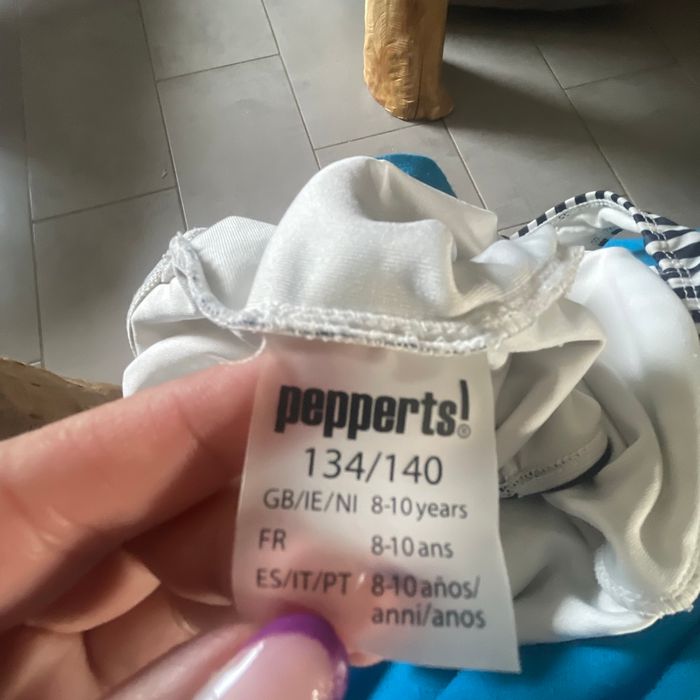 pepperts!®
134/140
GB/IE/NI 8-10 years
FR 8-10 ans
ES/IT/PT 8-10 años/
anni/anos